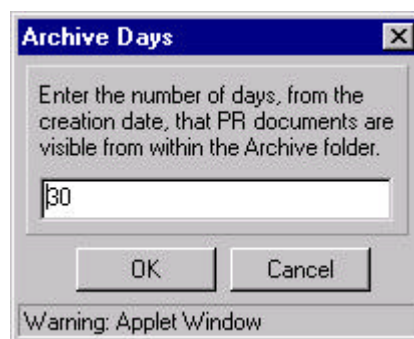 Archive Days
Enter the number of days, from the
creation date, that PR documents are
visible from within the Archive folder.
30
OK Cancel
Warning: Applet Window